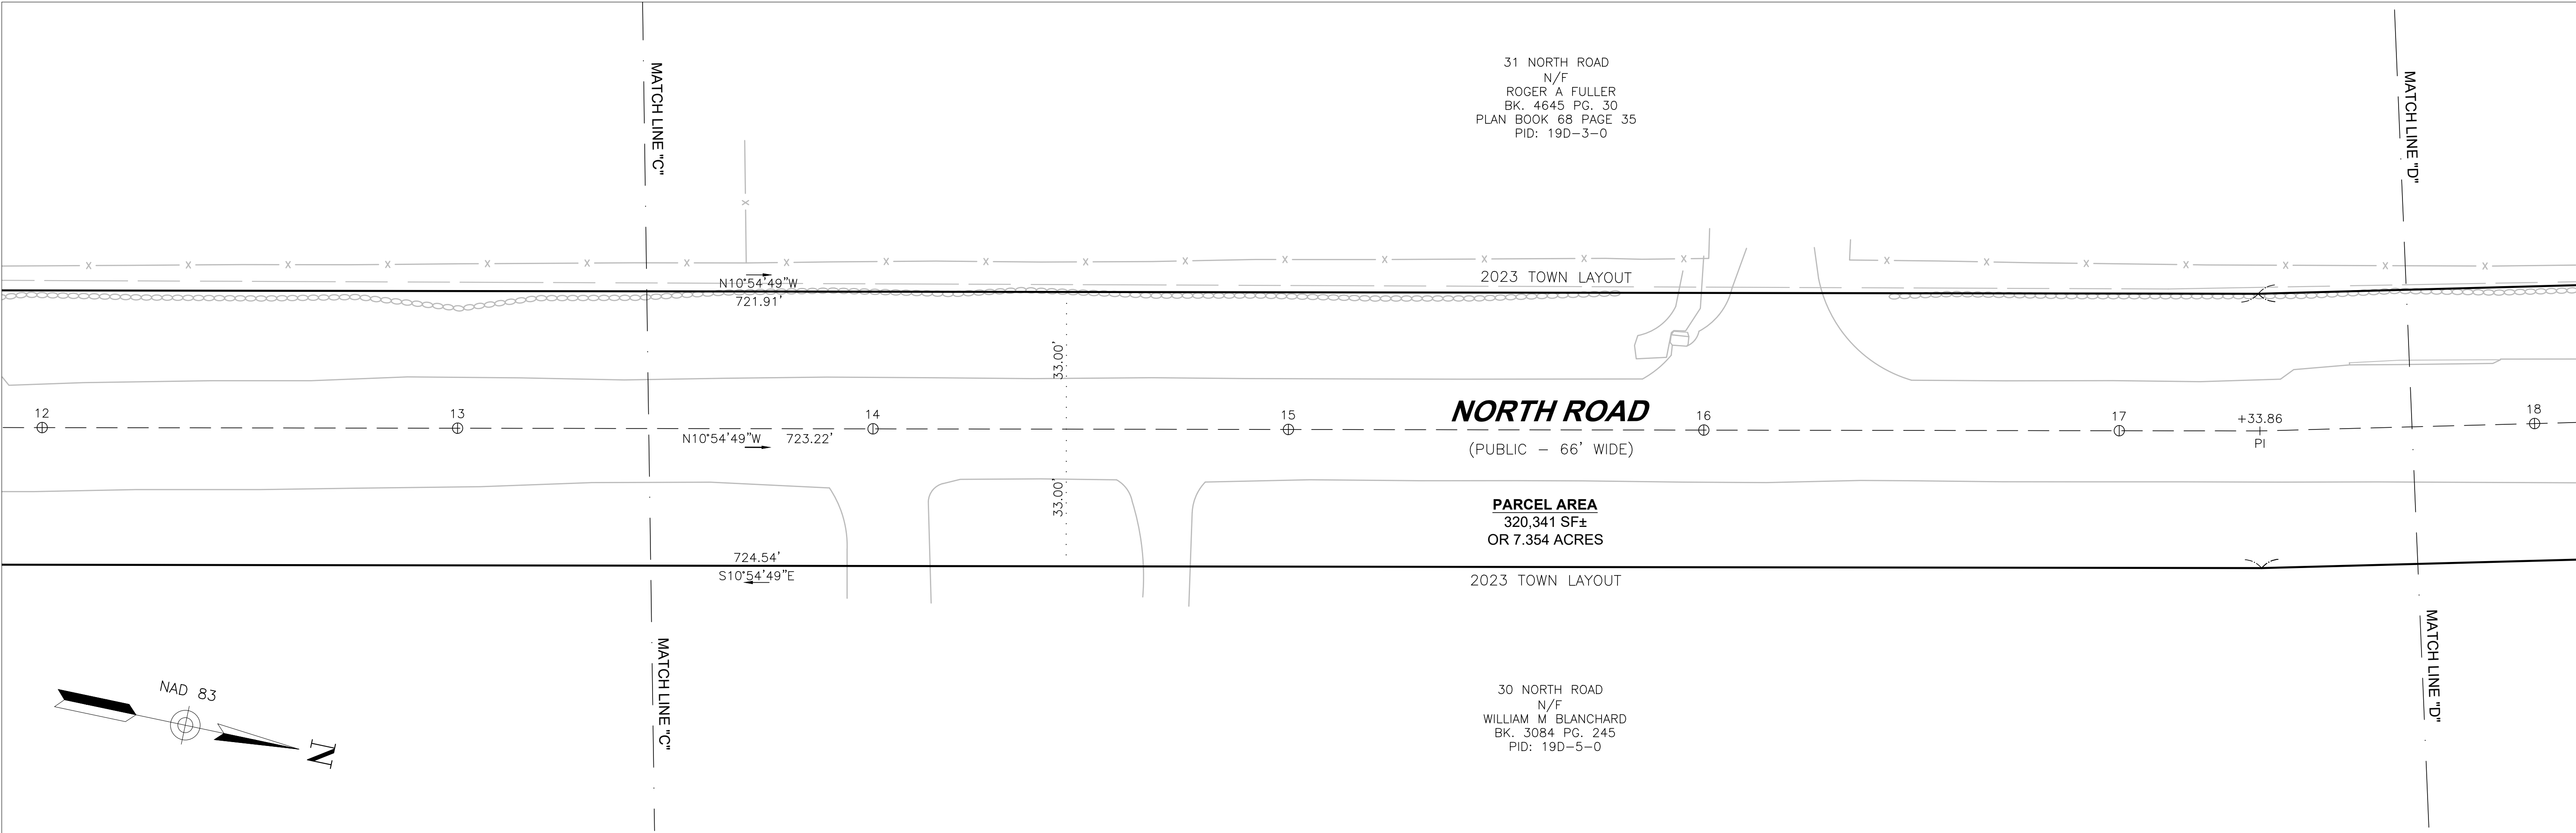 MATCH LINE "C"
31 NORTH ROAD
N/F
ROGER A FULLER
BK. 4645 PG. 30
PLAN BOOK 68 PAGE 35
PID: 19D-3-0
MATCH LINE "D"
N10°54'49"W
721.91'
2023 TOWN LAYOUT
33.00'
12
13
14
15
NORTH ROAD
16
17
+33.86
PI
18
N10°54'49"W 723.22'
(PUBLIC - 66' WIDE)
33.00'
PARCEL AREA
320,341 SF±
OR 7.354 ACRES
724.54'
S10°54'49"E
2023 TOWN LAYOUT
MATCH LINE "C"
MATCH LINE "D"
NAD 83
N
30 NORTH ROAD
N/F
WILLIAM M BLANCHARD
BK. 3084 PG. 245
PID: 19D-5-0